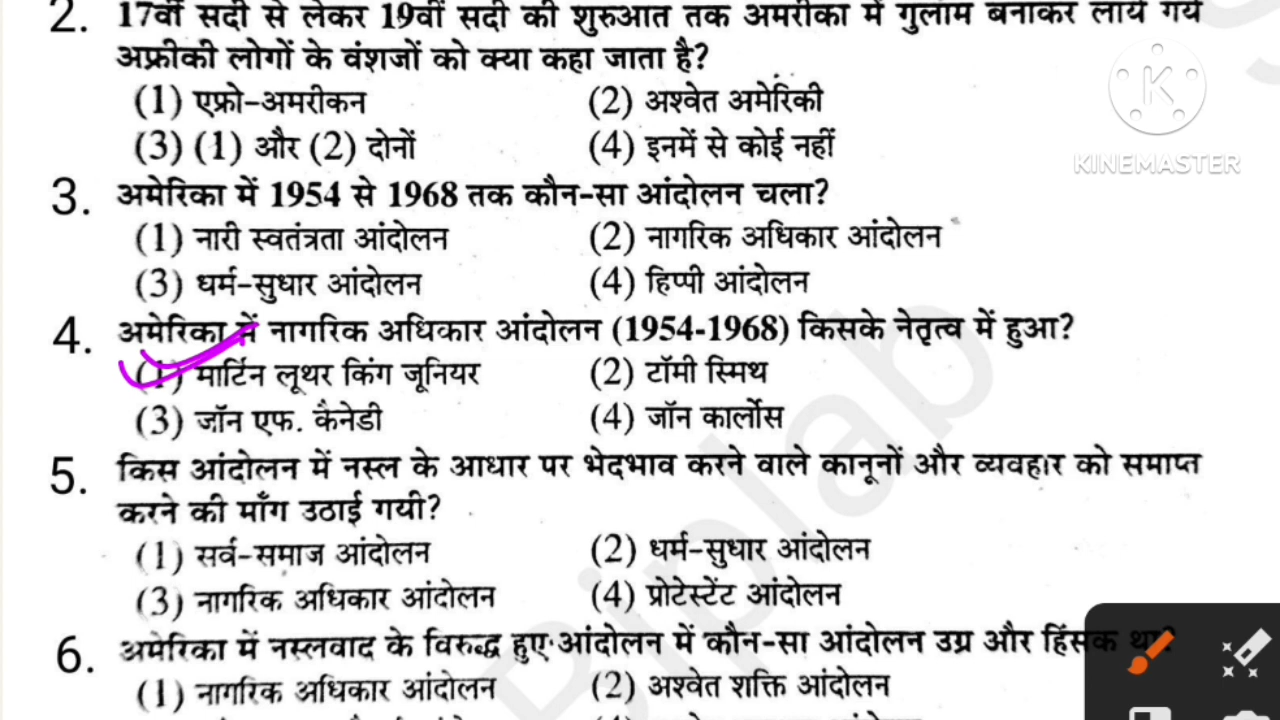 2. 17वीं सदी से लेकर 19वीं सदी की शुरुआत तक अमरीका में गुलाम बनाकर लाये गये
अफ्रीकी लोगों के वंशजों को क्या कहा जाता है?
(1) एफ्रो-अमरीकन (2) अश्वेत अमेरिकी
(3) (1) और (2) दोनों (4) इनमें से कोई नहीं
KINEMASTER
3. अमेरिका में 1954 से 1968 तक कौन-सा आंदोलन चला?
(1) नारी स्वतंत्रता आंदोलन (2) नागरिक अधिकार आंदोलन
(3) धर्म-सुधार आंदोलन (4) हिप्पी आंदोलन
4. अमेरिका में नागरिक अधिकार आंदोलन (1954-1968) किसके नेतृत्व में हुआ?
(1) मार्टिन लूथर किंग जूनियर (2) टॉमी स्मिथ
(3) जॉन एफ. कैनेडी (4) जॉन कार्लोस
5. किस आंदोलन में नस्ल के आधार पर भेदभाव करने वाले कानूनों और व्यवहार को समाप्त
करने की माँग उठाई गयी?
(1) सर्व-समाज आंदोलन (2) धर्म-सुधार आंदोलन
(3) नागरिक अधिकार आंदोलन (4) प्रोटेस्टेंट आंदोलन
6. अमेरिका में नस्लवाद के विरुद्ध हुए आंदोलन में कौन-सा आंदोलन उग्र और हिंसक था?
(1) नागरिक अधिकार आंदोलन (2) अश्वेत शक्ति आंदोलन